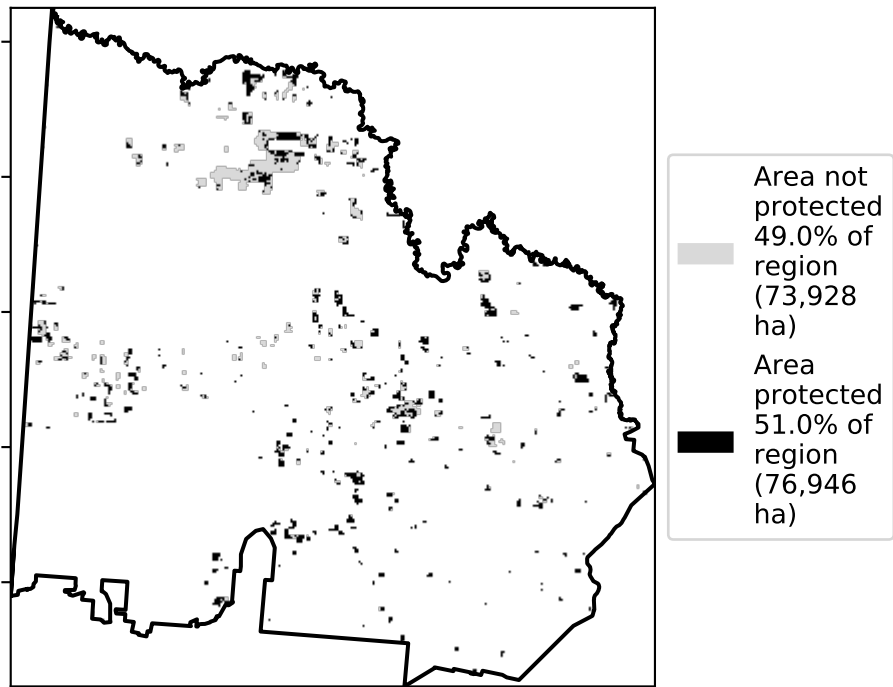 Area not
protected
49.0% of
region
(73,928
ha)
Area
protected
51.0% of
region
(76,946
ha)